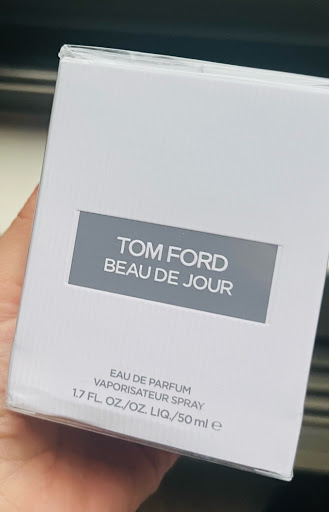 TOM FORD
BEAU DE JOUR
EAU DE PARFUM
VAPORISATEUR SPRAY
1.7 FL. OZ./OZ. LIQ./50 ml ℮